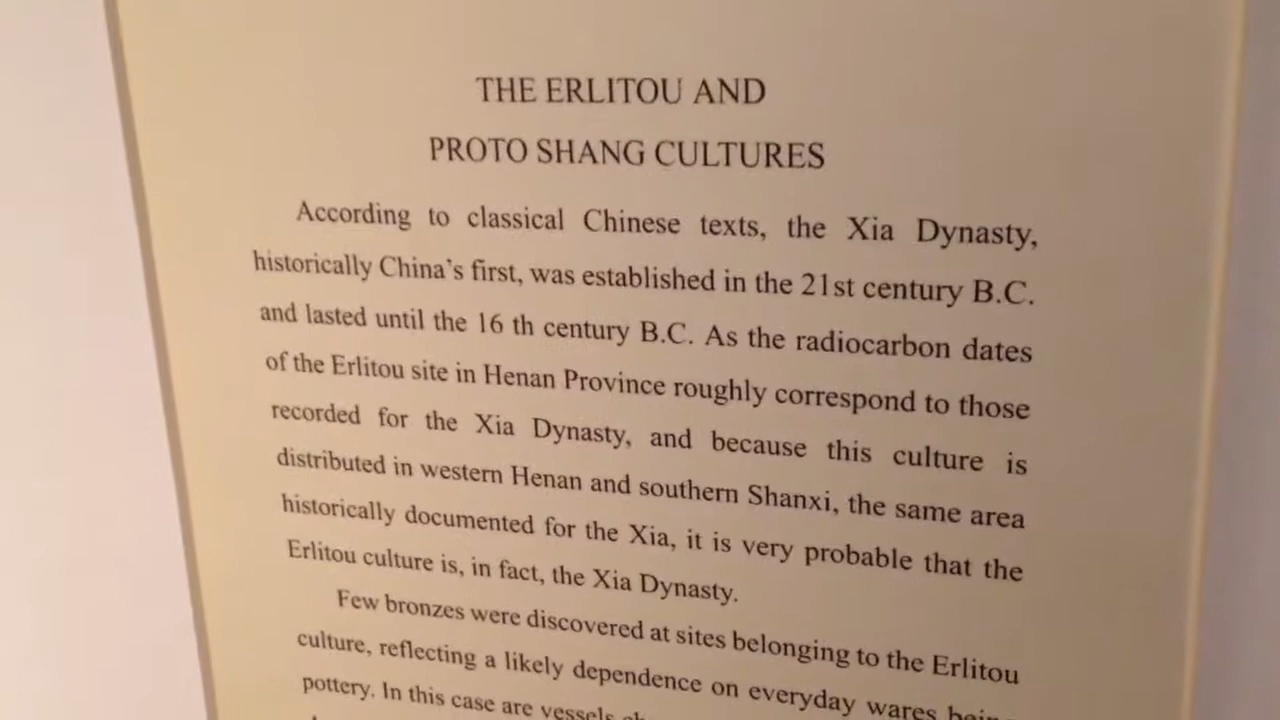 THE ERLITOU AND
PROTO SHANG CULTURES
According to classical Chinese texts, the Xia Dynasty,
historically China's first, was established in the 21st century B.C.
and lasted until the 16 th century B.C. As the radiocarbon dates
of the Erlitou site in Henan Province roughly correspond to those
recorded for the Xia Dynasty, and because this culture is
distributed in western Henan and southern Shanxi, the same area
historically documented for the Xia, it is very probable that the
Erlitou culture is, in fact, the Xia Dynasty.
Few bronzes were discovered at sites belonging to the Erlitou
culture, reflecting a likely dependence on everyday wares being
pottery. In this case are vessels